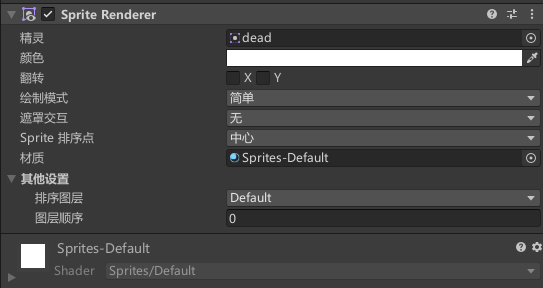 Sprite Renderer
精灵 dead
颜色
翻转 X Y
绘制模式 简单
遮罩交互 无
Sprite 排序点 中心
材质 Sprites-Default
其他设置
排序图层 Default
图层顺序 0
Sprites-Default
Shader Sprites/Default